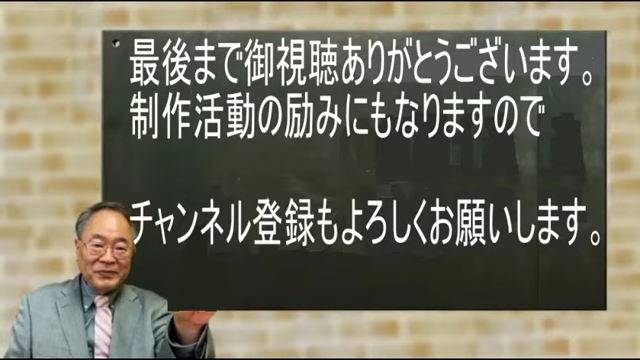 最後まで御視聴ありがとうございます。
制作活動の励みにもなりますので
チャンネル登録もよろしくお願いします。